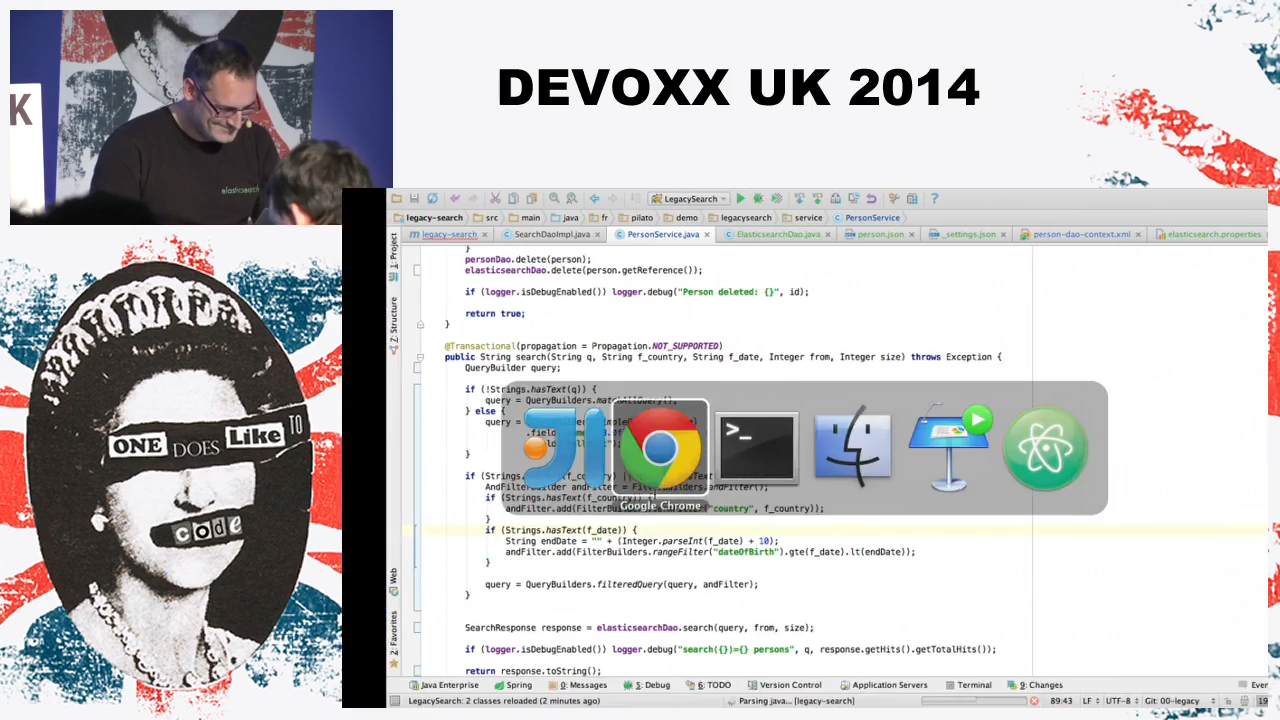 DEVOXX UK 2014
K
elasticsearch
ONE DOES LIKE TO
CODE
LegacySearch
legacy-search src main java fr pilato demo legacysearch service PersonService
legacy-search SearchDaoImpl.java PersonService.java ElasticsearchDao.java person.json _settings.json person-dao-context.xml elasticsearch.properties
1: Project
Z: Structure
Web
2: Favorites
}
personDao.delete(person);
elasticsearchDao.delete(person.getReference());
if (logger.isDebugEnabled()) logger.debug("Person deleted: {}", id);
return true;
}
@Transactional(propagation = Propagation.NOT_SUPPORTED)
public String search(String q, String f_country, String f_date, Integer from, Integer size) throws Exception {
QueryBuilder query;
if (!Strings.hasText(q)) {
query = QueryBuilders.matchAllQuery();
} else {
query =
}
if (Strings.hasText(f_country) ||
AndFilterBuilder andFilter = FilterBuilders.andFilter();
if (Strings.hasText(f_country)) {
andFilter.add(FilterBuilders "country", f_country));
}
if (Strings.hasText(f_date)) {
String endDate = "" + (Integer.parseInt(f_date) + 10);
andFilter.add(FilterBuilders.rangeFilter("dateOfBirth").gte(f_date).lt(endDate));
}
query = QueryBuilders.filteredQuery(query, andFilter);
}
SearchResponse response = elasticsearchDao.search(query, from, size);
if (logger.isDebugEnabled()) logger.debug("search({})={} persons", q, response.getHits().getTotalHits());
return response.toString();
>_
Google Chrome
Java Enterprise Spring 0: Messages 5: Debug 6: TODO Version Control Application Servers Terminal 9: Changes
LegacySearch: 2 classes reloaded (2 minutes ago) Parsing java... [legacy-search] 89:43 LF UTF-8 Git: 00-legacy